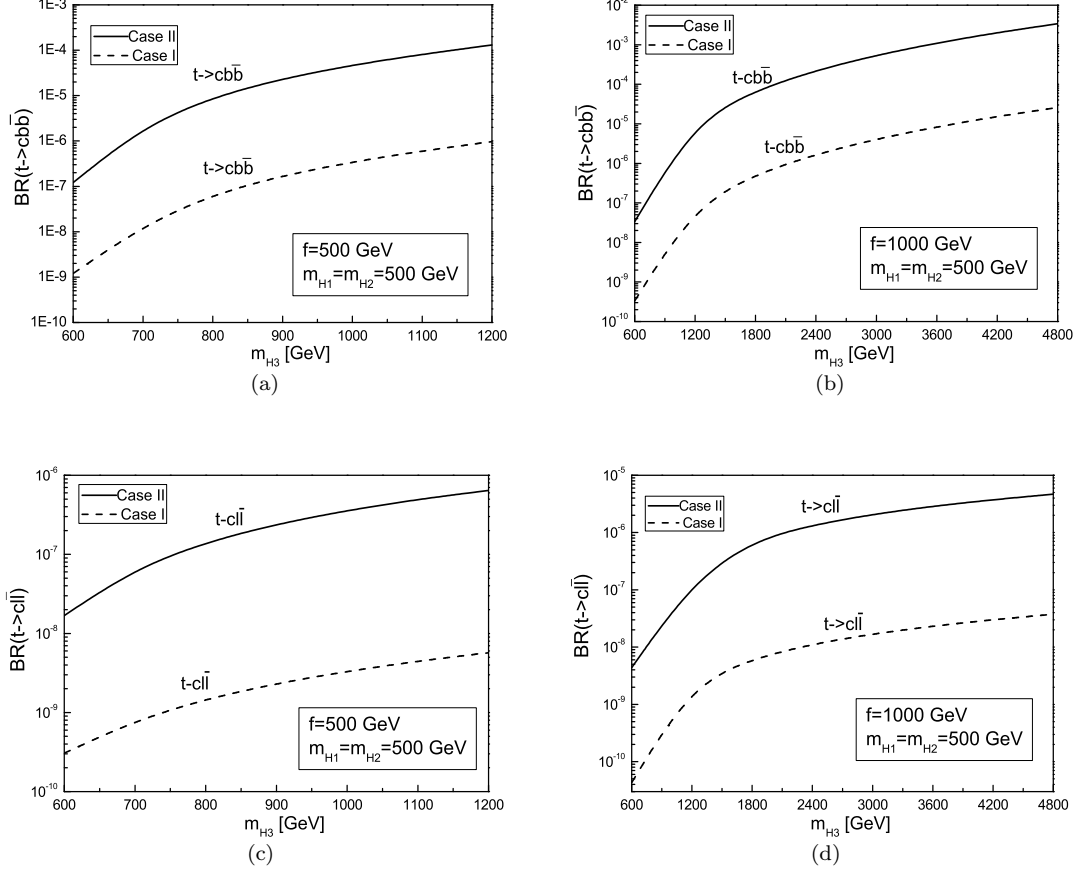 1E-3
1E-4
1E-5
1E-6
1E-7
1E-8
1E-9
1E-10
BR(t->cbb̅)
Case II
Case I
t->cbb̅
t->cbb̅
f=500 GeV
m_H1=m_H2=500 GeV
600 700 800 900 1000 1100 1200
m_H3 [GeV]
(a)
10^-2
10^-3
10^-4
10^-5
10^-6
10^-7
10^-8
10^-9
10^-10
BR(t->cbb̅)
Case II
Case I
t-cbb̅
t-cbb̅
f=1000 GeV
m_H1=m_H2=500 GeV
600 1200 1800 2400 3000 3600 4200 4800
m_H3 [GeV]
(b)
10^-6
10^-7
10^-8
10^-9
10^-10
BR(t->cll̅)
Case II
Case I
t-cll̅
t-cll̅
f=500 GeV
m_H1=m_H2=500 GeV
600 700 800 900 1000 1100 1200
m_H3 [GeV]
(c)
10^-5
10^-6
10^-7
10^-8
10^-9
10^-10
BR(t->cll̅)
Case II
Case I
t->cll̅
t->cll̅
f=1000 GeV
m_H1=m_H2=500 GeV
600 1200 1800 2400 3000 3600 4200 4800
m_H3 [GeV]
(d)